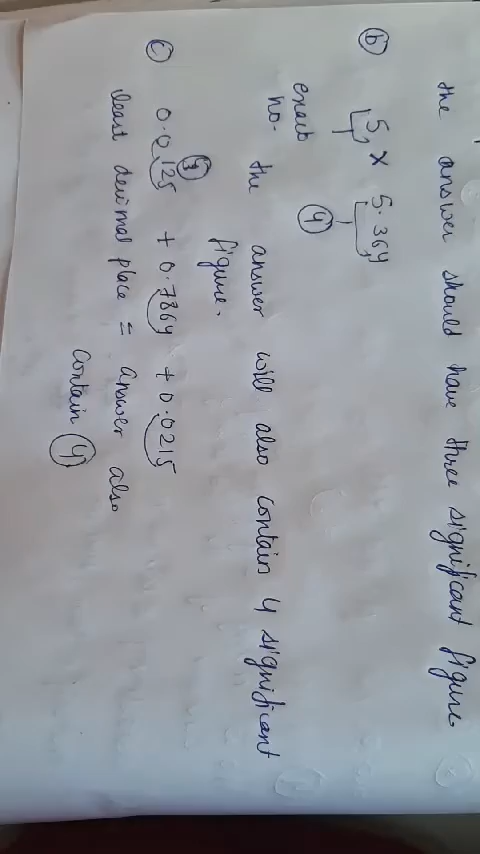 the answer should have three significant figure
ⓑ 5 × 5.364
exact no. ④
the answer will also contain 4 significant
figure.
③
ⓒ 0.0125 + 0.7864 + 0.0215
least decimal place = answer also
contain ④